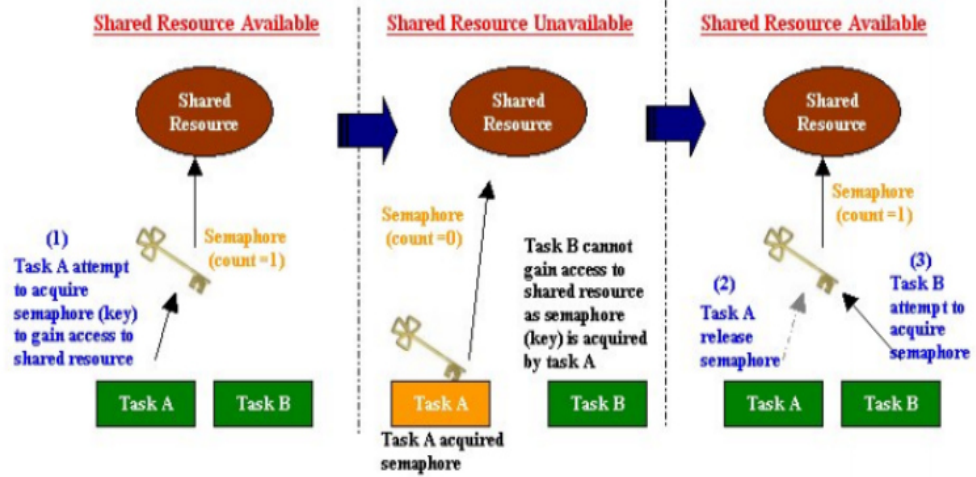 Shared Resource Available
Shared
Resource
Semaphore
(count=1)
(1)
Task A attempt
to acquire
semaphore (key)
to gain access to
shared resource
Task A
Task B
Shared Resource Unavailable
Shared
Resource
Semaphore
(count=0)
Task B cannot
gain access to
shared resource
as semaphore
(key) is acquired
by task A
Task A
Task B
Task A acquired
semaphore
Shared Resource Available
Shared
Resource
Semaphore
(count=1)
(2)
Task A
release
semaphore
(3)
Task B
attempt to
acquire
semaphore
Task A
Task B